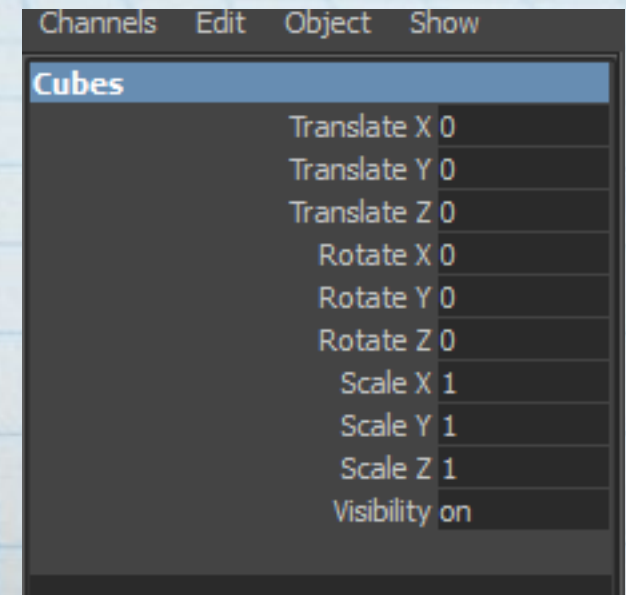 Channels Edit Object Show
Cubes
Translate X 0
Translate Y 0
Translate Z 0
Rotate X 0
Rotate Y 0
Rotate Z 0
Scale X 1
Scale Y 1
Scale Z 1
Visibility on